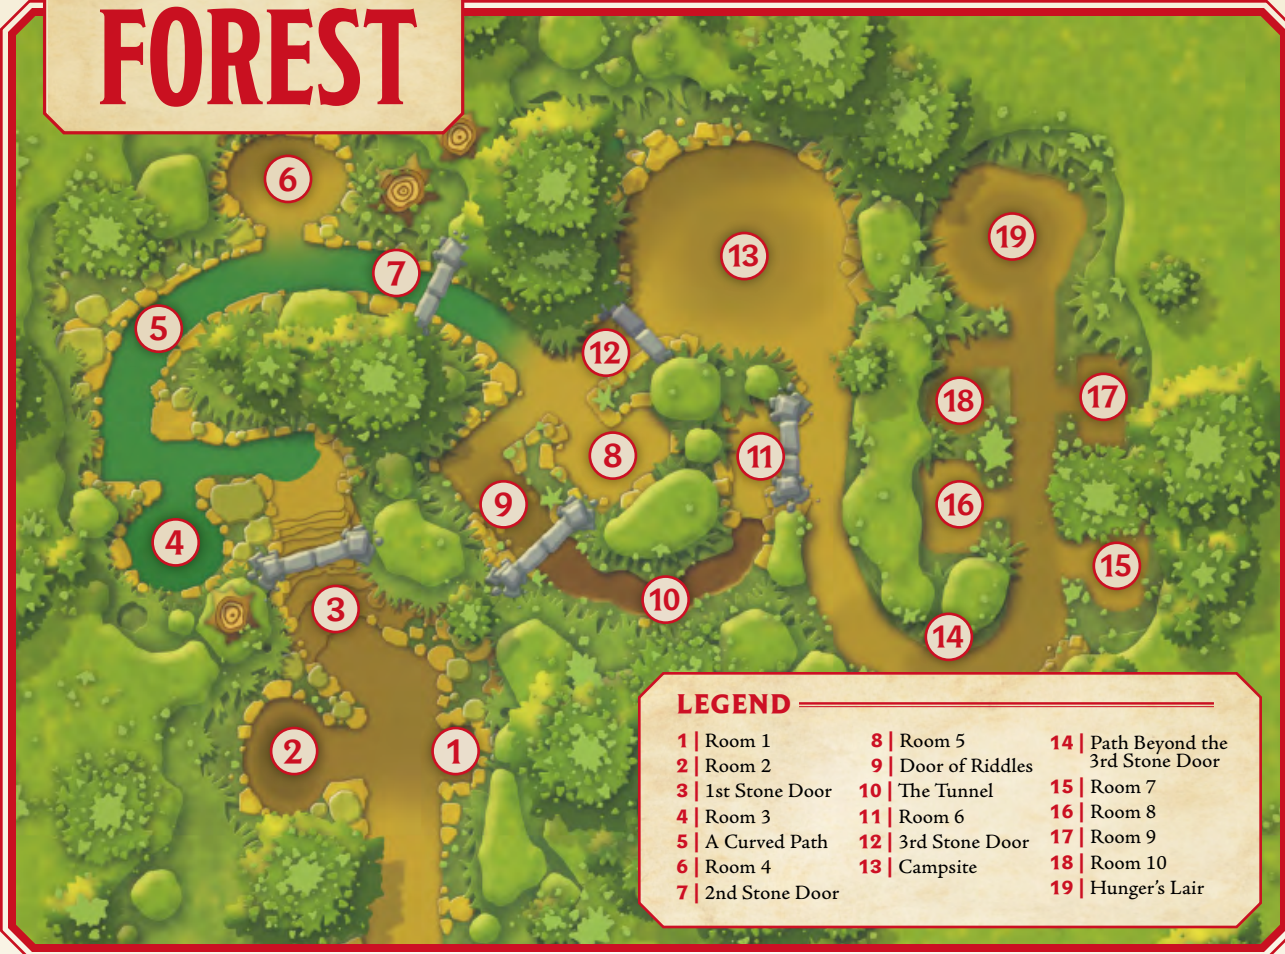 FOREST
6
7
19
13
5
12
18
17
8
11
9
16
4
15
10
3
14
2
1
LEGEND
1 | Room 1
2 | Room 2
3 | 1st Stone Door
4 | Room 3
5 | A Curved Path
6 | Room 4
7 | 2nd Stone Door
8 | Room 5
9 | Door of Riddles
10 | The Tunnel
11 | Room 6
12 | 3rd Stone Door
13 | Campsite
14 | Path Beyond the
3rd Stone Door
15 | Room 7
16 | Room 8
17 | Room 9
18 | Room 10
19 | Hunger's Lair